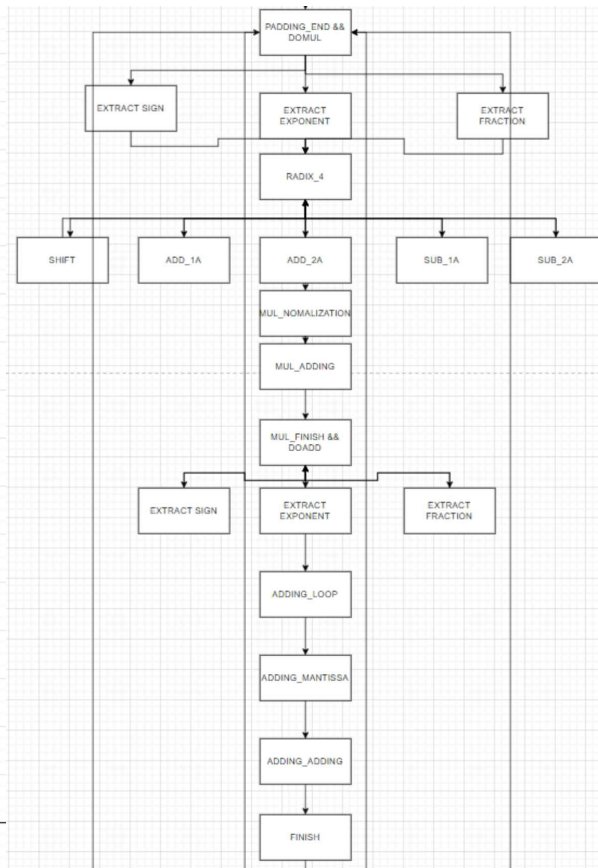 PADDING_END &&
DOMUL
EXTRACT SIGN
EXTRACT
EXPONENT
EXTRACT
FRACTION
RADIX_4
SHIFT
ADD_1A
ADD_2A
SUB_1A
SUB_2A
MUL_NOMALIZATION
MUL_ADDING
MUL_FINISH &&
DOADD
EXTRACT SIGN
EXTRACT
EXPONENT
EXTRACT
FRACTION
ADDING_LOOP
ADDING_MANTISSA
ADDING_ADDING
FINISH